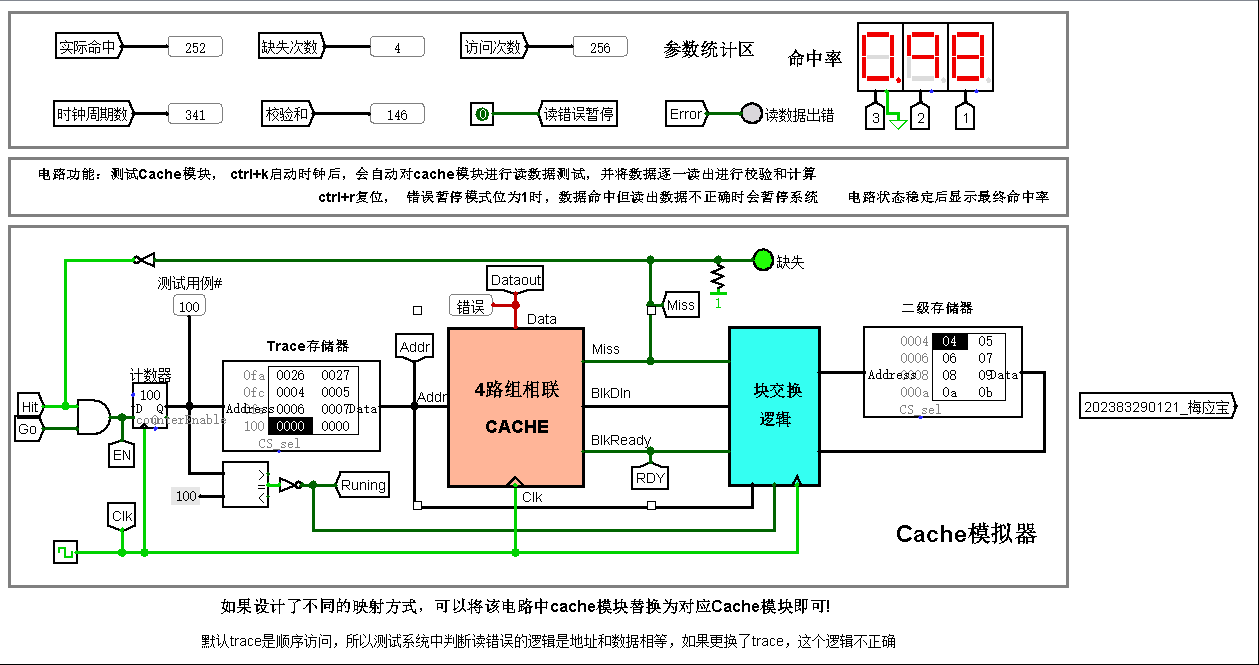 实际命中 252 缺失次数 4 访问次数 256 参数统计区 命中率 0.98
时钟周期数 341 校验和 146 0 读错误暂停 Error 读数据出错 3 2 1
电路功能：测试Cache模块， ctrl+k启动时钟后，会自动对cache模块进行读数据测试，并将数据逐一读出进行校验和计算
ctrl+r复位， 错误暂停模式位为1时，数据命中但读出数据不正确时会暂停系统 电路状态稳定后显示最终命中率
缺失
测试用例#
100
Dataout
错误
Data
Miss
1
二级存储器
Trace存储器
Addr
Miss
计数器
100
D Q
counterEnable
0fa 0026 0027
0fc 0004 0005
Address 0006 0007 Data
100 0000 0000
CS_sel
Addr
4路组相联
CACHE
BlkDIn
BlkReady
块交换
逻辑
0004 04 05
0006 06 07
Address 0008 08 09 Data
000a 0a 0b
CS_sel
202383290121_梅应宝
Hit
Go
EN
RDY
>
=
<
100
Runing
Clk
Clk
Cache模拟器
如果设计了不同的映射方式，可以将该电路中cache模块替换为对应Cache模块即可!
默认trace是顺序访问，所以测试系统中判断读错误的逻辑是地址和数据相等，如果更换了trace，这个逻辑不正确